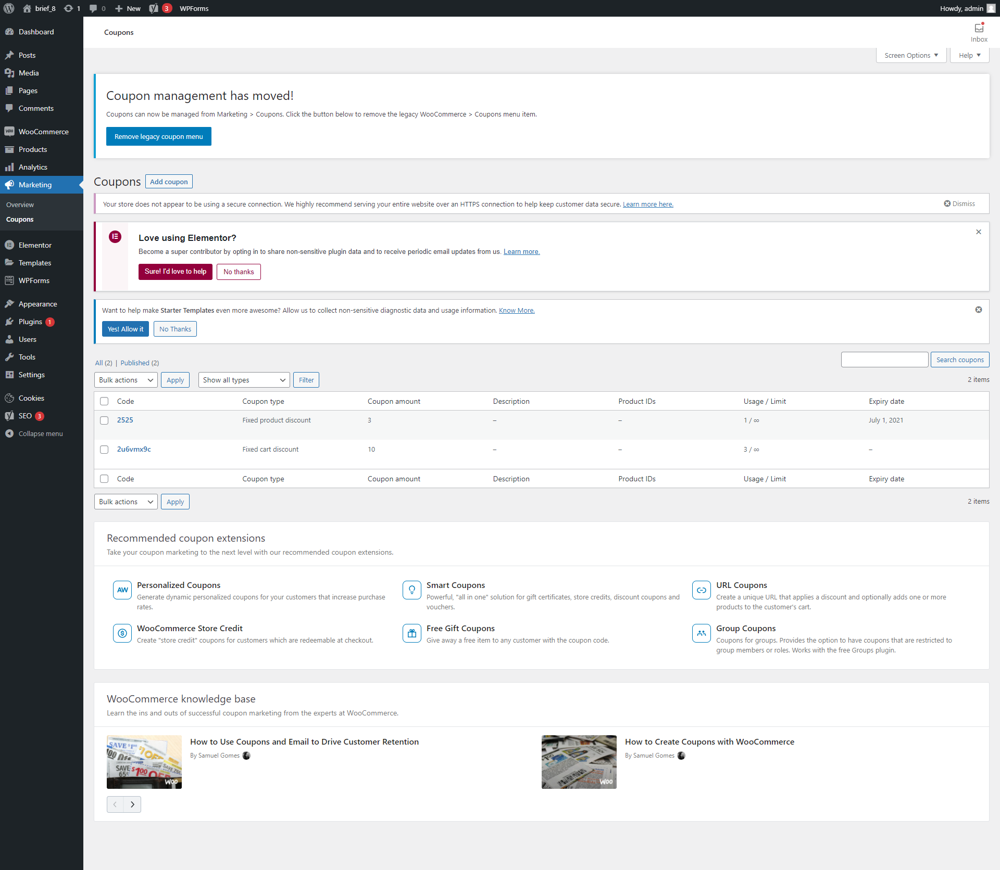 brief_8 1 0 New 3 WPForms Howdy, admin
Dashboard
Posts
Media
Pages
Comments
WooCommerce
Products
Analytics
Marketing
Overview
Coupons
Elementor
Templates
WPForms
Appearance
Plugins 1
Users
Tools
Settings
Cookies
SEO 3
Collapse menu
Coupons
Inbox
Screen Options Help
Coupon management has moved!
Coupons can now be managed from Marketing > Coupons. Click the button below to remove the legacy WooCommerce > Coupons menu item.
Remove legacy coupon menu
Coupons Add coupon
Your store does not appear to be using a secure connection. We highly recommend serving your entire website over an HTTPS connection to help keep customer data secure. Learn more here. Dismiss
Love using Elementor?
Become a super contributor by opting in to share non-sensitive plugin data and to receive periodic email updates from us. Learn more.
Sure! I'd love to help No thanks
Want to help make Starter Templates even more awesome? Allow us to collect non-sensitive diagnostic data and usage information. Know More.
Yes! Allow it No Thanks
All (2) | Published (2) Search coupons
Bulk actions Apply Show all types Filter 2 items
Code Coupon type Coupon amount Description Product IDs Usage / Limit Expiry date
2525 Fixed product discount 3 – – 1 / ∞ July 1, 2021
2u6vmx9c Fixed cart discount 10 – – 3 / ∞ –
Code Coupon type Coupon amount Description Product IDs Usage / Limit Expiry date
Bulk actions Apply 2 items
Recommended coupon extensions
Take your coupon marketing to the next level with our recommended coupon extensions.
AW Personalized Coupons
Generate dynamic personalized coupons for your customers that increase purchase
rates.
Smart Coupons
Powerful, "all in one" solution for gift certificates, store credits, discount coupons and
vouchers.
URL Coupons
Create a unique URL that applies a discount and optionally adds one or more
products to the customer's cart.
WooCommerce Store Credit
Create "store credit" coupons for customers which are redeemable at checkout.
Free Gift Coupons
Give away a free item to any customer with the coupon code.
Group Coupons
Coupons for groups. Provides the option to have coupons that are restricted to
group members or roles. Works with the free Groups plugin.
WooCommerce knowledge base
Learn the ins and outs of successful coupon marketing from the experts at WooCommerce.
SAVE $1
SAVE
65¢
$1.00 OFF
WOO
How to Use Coupons and Email to Drive Customer Retention
By Samuel Gomes
WOO
How to Create Coupons with WooCommerce
By Samuel Gomes